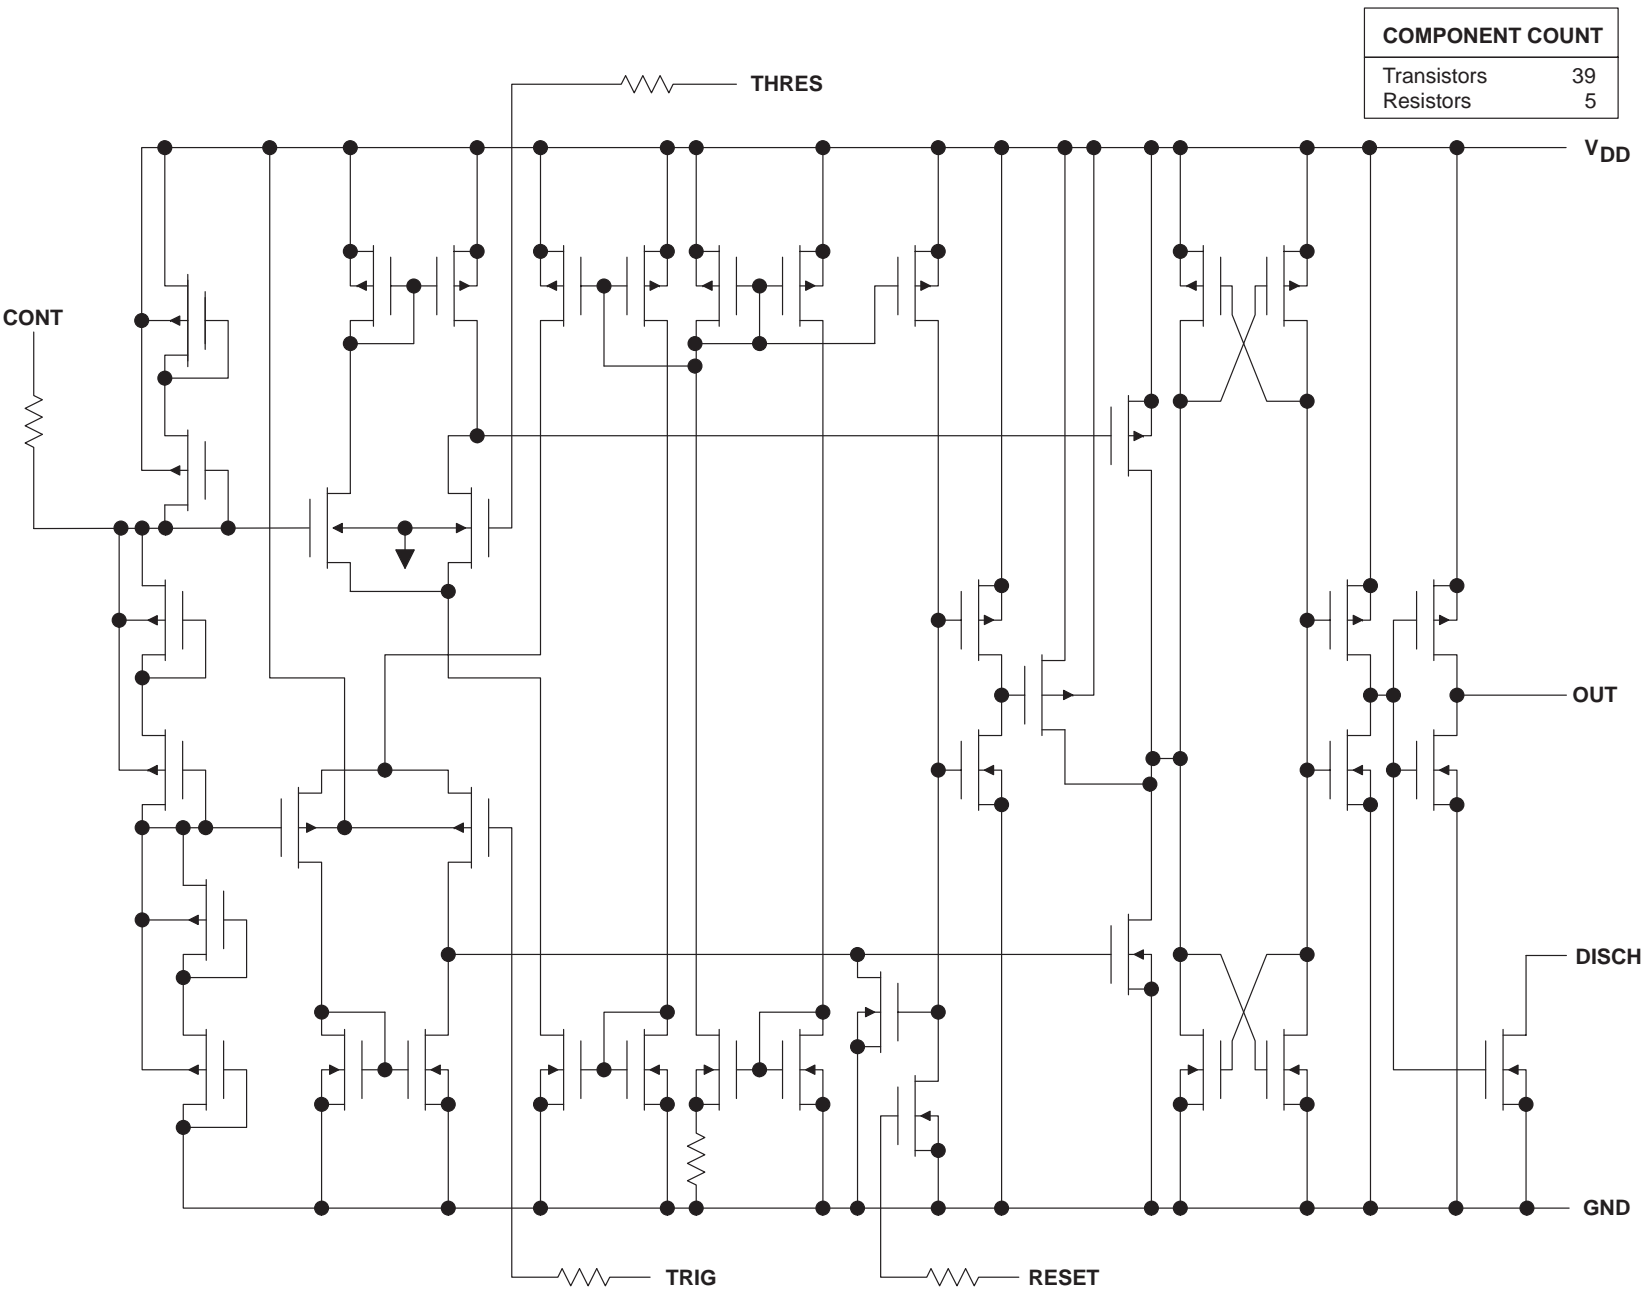 COMPONENT COUNT
Transistors 39
Resistors 5
THRES
VDD
CONT
OUT
DISCH
GND
TRIG
RESET